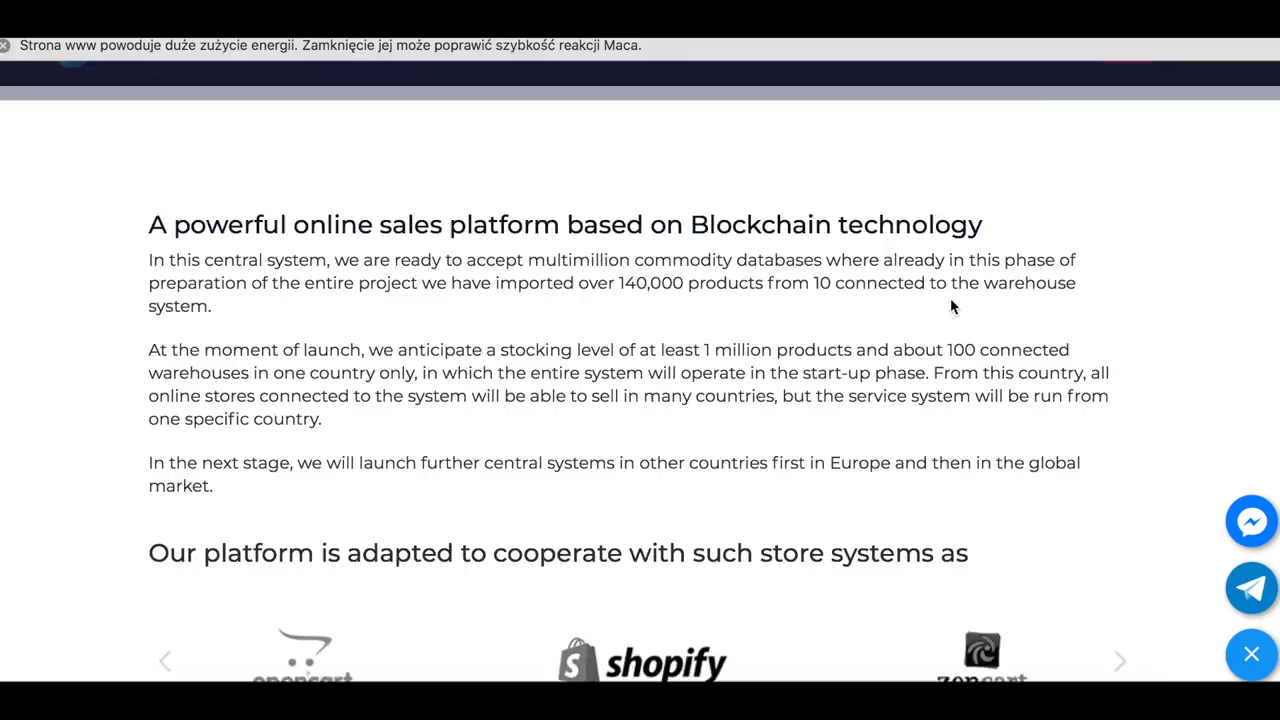 Strona www powoduje duże zużycie energii. Zamknięcie jej może poprawić szybkość reakcji Maca.
A powerful online sales platform based on Blockchain technology
In this central system, we are ready to accept multimillion commodity databases where already in this phase of
preparation of the entire project we have imported over 140,000 products from 10 connected to the warehouse
system.
At the moment of launch, we anticipate a stocking level of at least 1 million products and about 100 connected
warehouses in one country only, in which the entire system will operate in the start-up phase. From this country, all
online stores connected to the system will be able to sell in many countries, but the service system will be run from
one specific country.
In the next stage, we will launch further central systems in other countries first in Europe and then in the global
market.
Our platform is adapted to cooperate with such store systems as
opencart shopify zencart